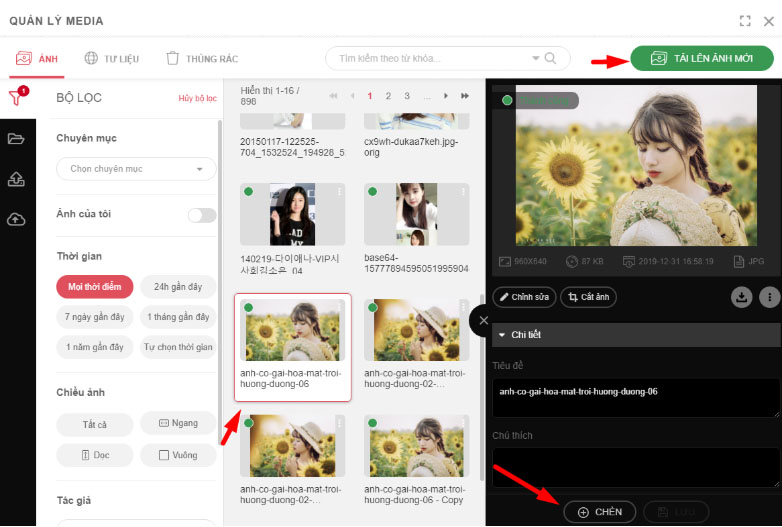 QUẢN LÝ MEDIA
ẢNH
TƯ LIỆU
THÙNG RÁC
Tìm kiếm theo từ khóa...
TẢI LÊN ẢNH MỚI
1
BỘ LỌC
Hủy bộ lọc
Chuyên mục
Chọn chuyên mục
Ảnh của tôi
Thời gian
Mọi thời điểm
24h gần đây
7 ngày gần đây
1 tháng gần đây
1 năm gần đây
Tự chọn thời gian
Chiều ảnh
Tất cả
Ngang
Dọc
Vuông
Tác giả
Hiển thị 1-16 /
898
1 2 3 ...
20150117-122525-
704_1532524_194928_5
cx9wh-dukaa7keh.jpg-
orig
140219-다이애나-VIP시
사회김소은_04
base64-
15777894595051995904
anh-co-gai-hoa-mat-troi-
huong-duong-06
anh-co-gai-hoa-mat-troi-
huong-duong-02-...
anh-co-gai-hoa-mat-troi-
huong-duong-02-...
anh-co-gai-hoa-mat-troi-
huong-duong-06 - Copy
960X640
87 KB
2019-12-31 16:58:19
JPG
Chỉnh sửa
Cắt ảnh
Chi tiết
Tiêu đề
anh-co-gai-hoa-mat-troi-huong-duong-06
Chú thích
CHÈN
LƯU